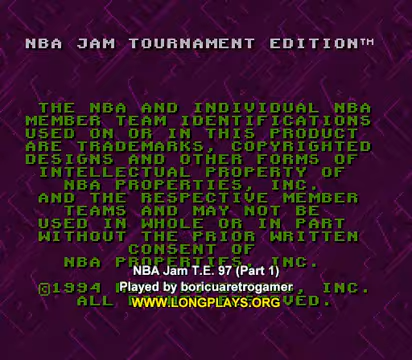 NBA JAM TOURNAMENT EDITION™
THE NBA AND INDIVIDUAL NBA
MEMBER TEAM IDENTIFICATIONS
USED ON OR IN THIS PRODUCT
ARE TRADEMARKS, COPYRIGHTED
DESIGNS AND OTHER FORMS OF
INTELLECTUAL PROPERTY OF
NBA PROPERTIES, INC.
AND THE RESPECTIVE MEMBER
TEAMS AND MAY NOT BE
USED IN WHOLE OR IN PART
WITHOUT THE PRIOR WRITTEN
CONSENT OF
NBA PROPERTIES, INC.
NBA Jam T.E. 97 (Part 1)
©1994 INC.
Played by boricuaretrogamer
ALL
WWW.LONGPLAYS.ORG